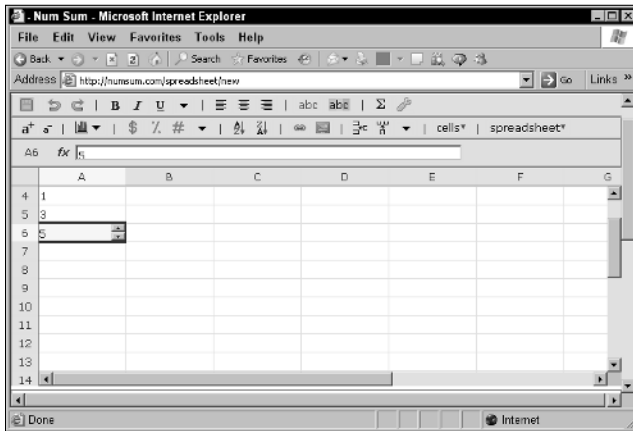 - Num Sum - Microsoft Internet Explorer
File Edit View Favorites Tools Help
Back Search Favorites
Address http://numsum.com/spreadsheet/new Go Links »
B I U abc abc Σ
a+ a- $ % # cells▾ spreadsheet▾
A6 fx 5
A B C D E F G
4 1
5 3
6 5
7
8
9
10
11
12
13
14
Done Internet